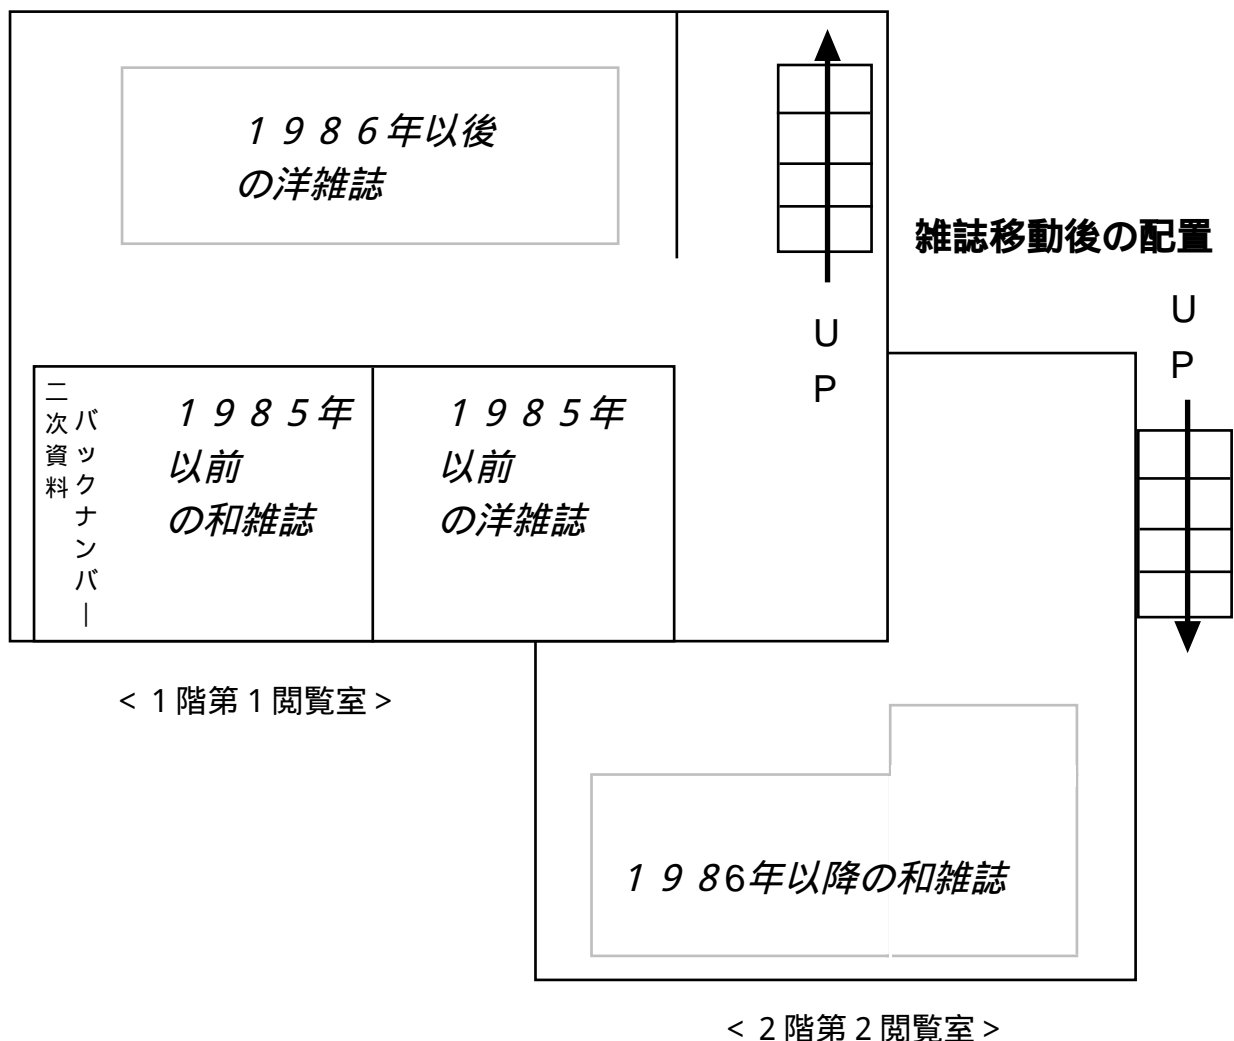 １９８６年以後
の洋雑誌
雑誌移動後の配置
UP
UP
二次資料
バックナンバー
１９８５年
以前
の和雑誌
１９８５年
以前
の洋雑誌
<１階第１閲覧室>
１９８6年以降の和雑誌
<２階第２閲覧室>